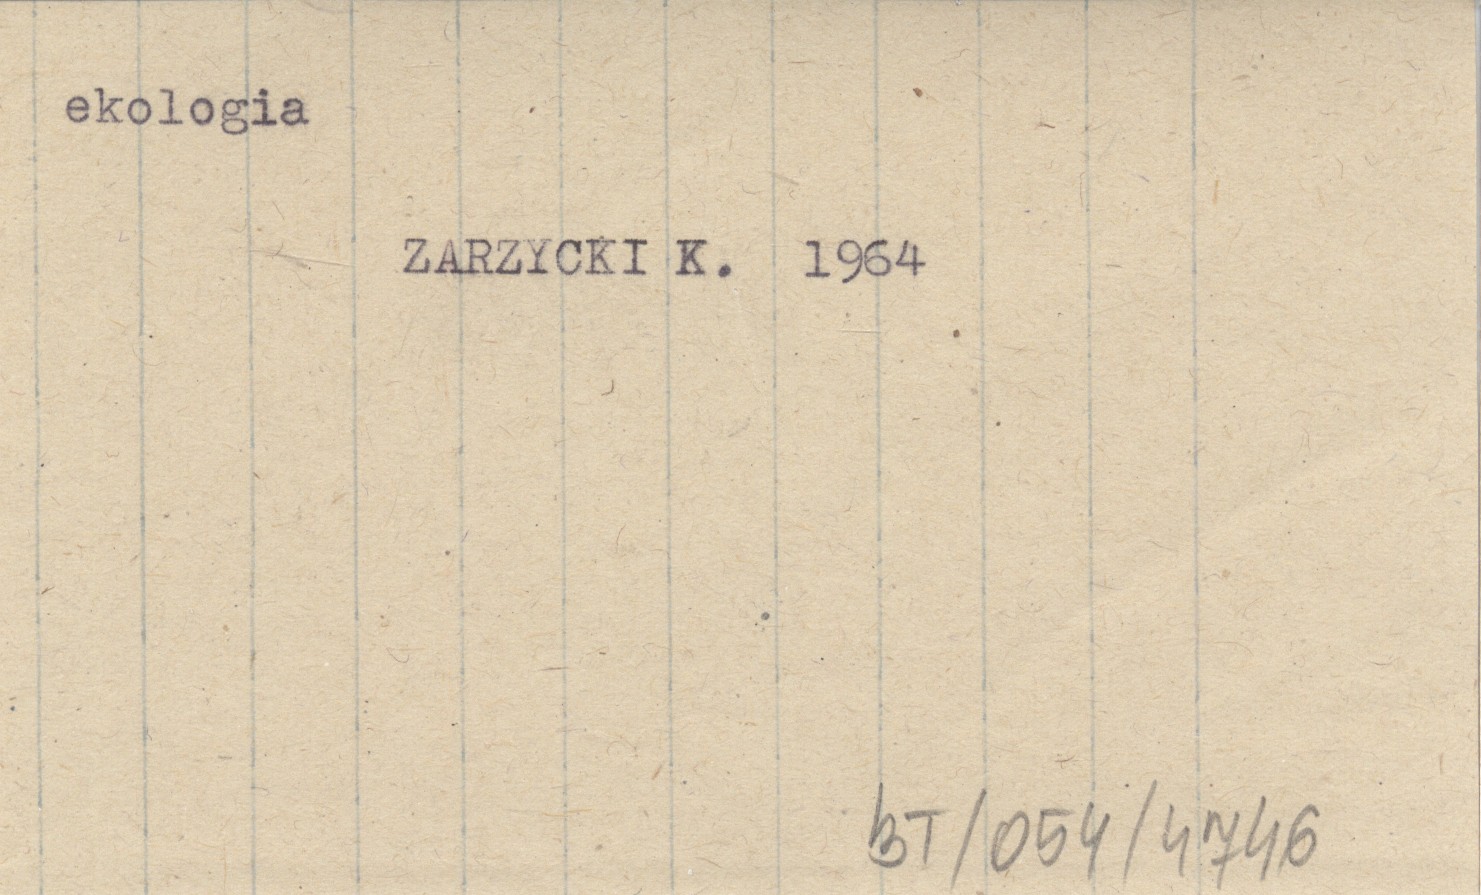 ekologia
ZARZYCKI K. 1964
BT/054/4746